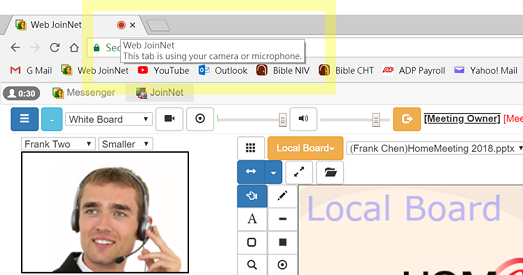 Web JoinNet
Sec
Web JoinNet
This tab is using your camera or microphone.
G Mail Web JoinNet YouTube Outlook Bible NIV Bible CHT ADP Payroll Yahoo! Mail
0:30 Messenger JoinNet
White Board [Meeting Owner] [Me
Frank Two Smaller Local Board (Frank Chen)HomeMeeting 2018.pptx
A
Local Board
HOM